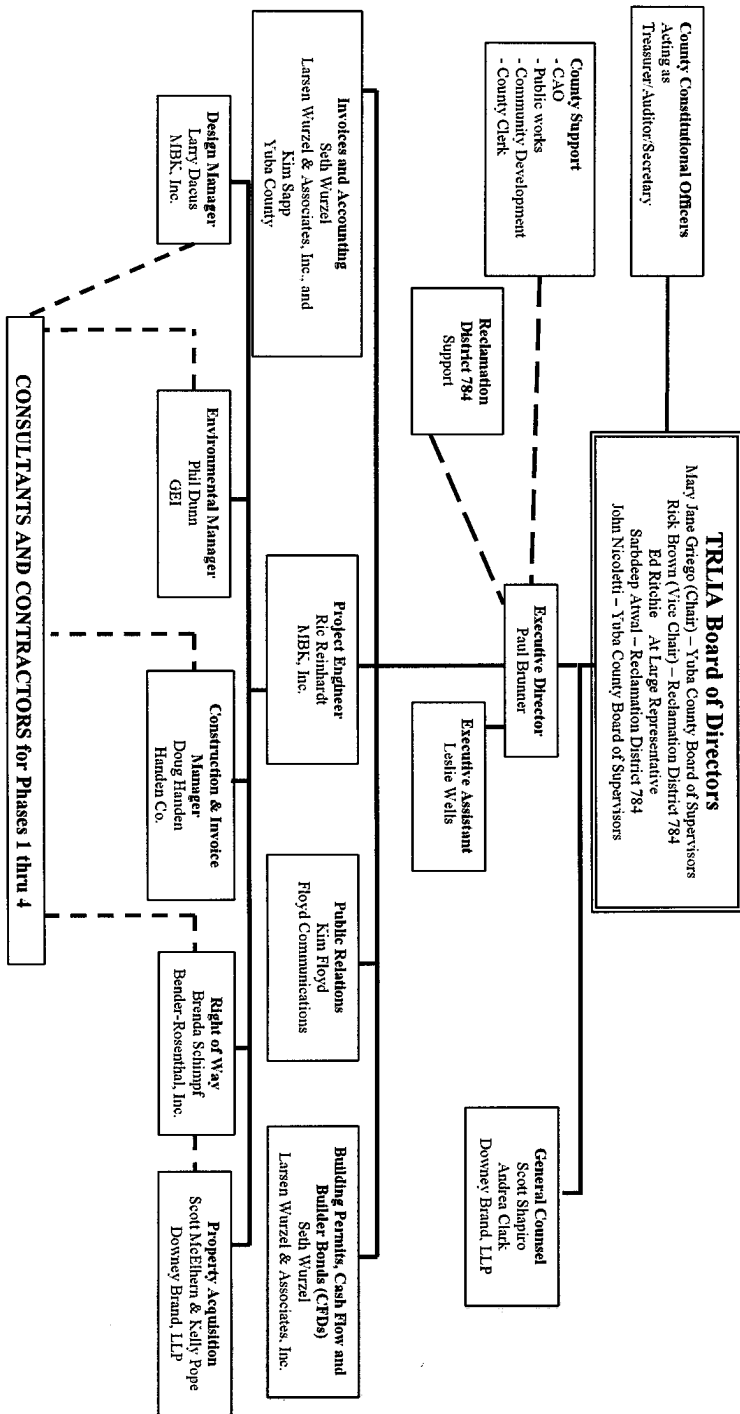 TRLIA Board of Directors
Mary Jane Griego (Chair) – Yuba County Board of Supervisors
Rick Brown (Vice Chair) – Reclamation District 784
Ed Ritchie At Large Representative
Sarbdeep Atwal – Reclamation District 784
John Nicoletti – Yuba County Board of Supervisors
County Constitutional Officers
Acting as
Treasurer/Auditor/Secretary
County Support
- CAO
- Public works
- Community Development
- County Clerk
Reclamation
District 784
Support
Executive Director
Paul Brunner
Executive Assistant
Leslie Wells
General Counsel
Scott Shapiro
Andrea Clark
Downey Brand, LLP
Invoices and Accounting
Seth Wurzel
Larsen Wurzel & Associates, Inc., and
Kim Sapp
Yuba County
Project Engineer
Ric Reinhardt
MBK, Inc.
Public Relations
Kim Floyd
Floyd Communications
Building Permits, Cash Flow and
Builder Bonds (CFDs)
Seth Wurzel
Larsen Wurzel & Associates, Inc.
Design Manager
Larry Dacus
MBK, Inc.
Environmental Manager
Phil Dunn
GEI
Construction & Invoice
Manager
Doug Handen
Handen Co.
Right of Way
Brenda Schimpf
Bender-Rosenthal, Inc.
Property Acquisition
Scott McElhern & Kelly Pope
Downey Brand, LLP
CONSULTANTS AND CONTRACTORS for Phases 1 thru 4